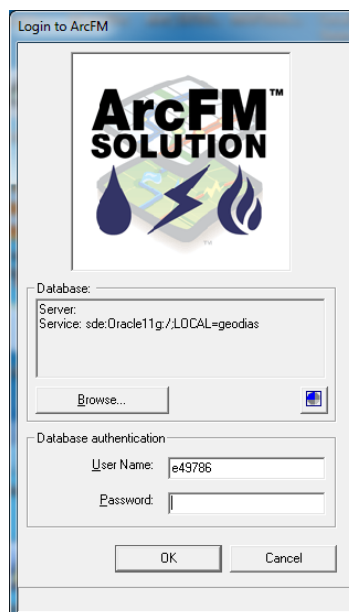 Login to ArcFM
ArcFM™
SOLUTION
TM
Database:
Server:
Service: sde:Oracle11g:/;LOCAL=geodias
Browse...
Database authentication
User Name: e49786
Password:
OK Cancel